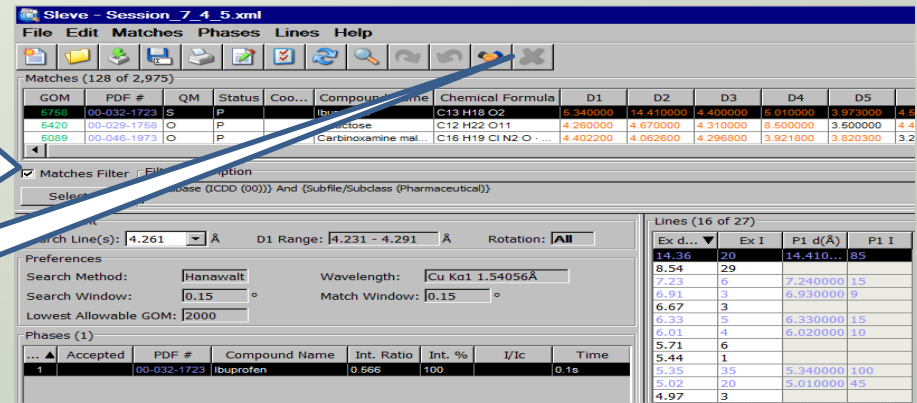 Sleve - Session_7_4_5.xml
File Edit Matches Phases Lines Help
Matches (128 of 2,975)
GOM PDF # QM Status Coo... Compound Name Chemical Formula D1 D2 D3 D4 D5
5758 00-032-1723 S P C13 H18 O2 5.340000 14.410000 4.400000 5.010000 3.973000 4.5
5420 00-029-1758 O P C12 H22 O11 4.260000 4.670000 4.310000 8.500000 3.500000 4.4
5089 00-046-1973 O P Carbinoxamine mal... C16 H19 Cl N2 O · ... 4.402200 4.062600 4.296800 3.921800 3.820300 3.2
Matches Filter
(ICDD (00))} And {Subfile/Subclass (Pharmaceutical)}
Search Line(s): 4.261 Å D1 Range: 4.231 - 4.291 Å Rotation: All
Preferences
Search Method: Hanawalt Wavelength: Cu Kα1 1.54056Å
Search Window: 0.15 ° Match Window: 0.15 °
Lowest Allowable GOM: 2000
Phases (1)
... Accepted PDF # Compound Name Int. Ratio Int. % I/Ic Time
1 00-032-1723 Ibuprofen 0.566 100 0.1s
Lines (16 of 27)
Ex d... Ex I P1 d(Å) P1 I
14.36 20 14.410... 85
8.54 29
7.23 6 7.240000 15
6.91 3 6.930000 9
6.67 3
6.33 5 6.330000 15
6.01 4 6.020000 10
5.71 6
5.44 1
5.35 35 5.340000 100
5.02 20 5.010000 45
4.97 3